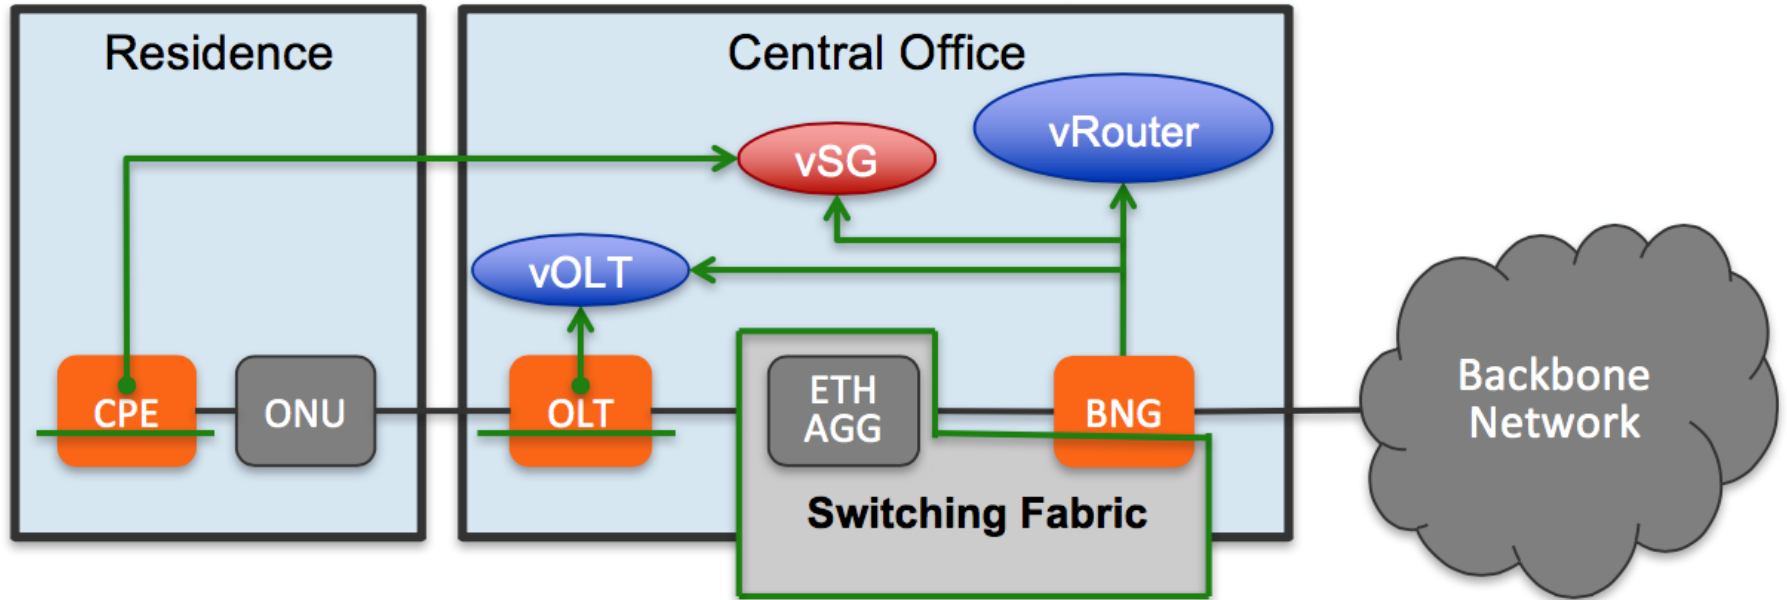 Residence
Central Office
vRouter
vSG
vOLT
CPE
ONU
OLT
ETH
AGG
BNG
Switching Fabric
Backbone
Network